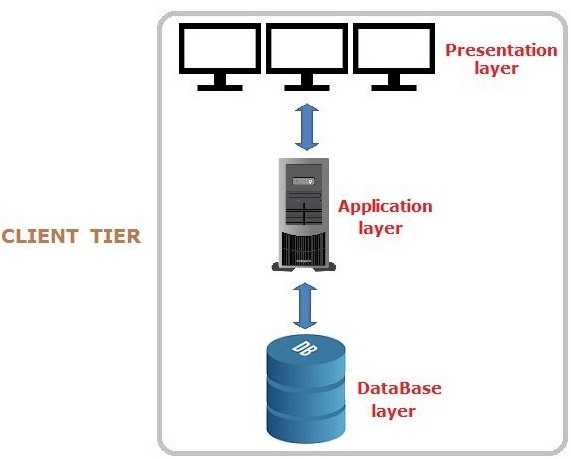 Presentation
layer
Application
layer
CLIENT TIER
DB
DataBase
layer